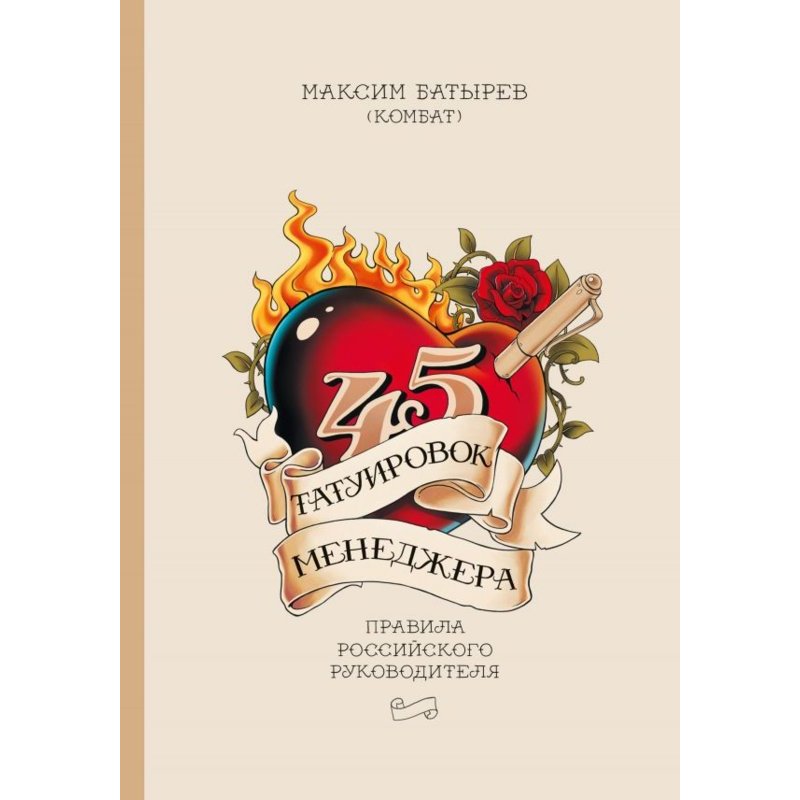 МАКСИМ БАТЫРЕВ
(КОМБАТ)
45
ТАТУИРОВОК
МЕНЕДЖЕРА
ПРАВИЛА
РОССИЙСКОГО
РУКОВОДИТЕЛЯ